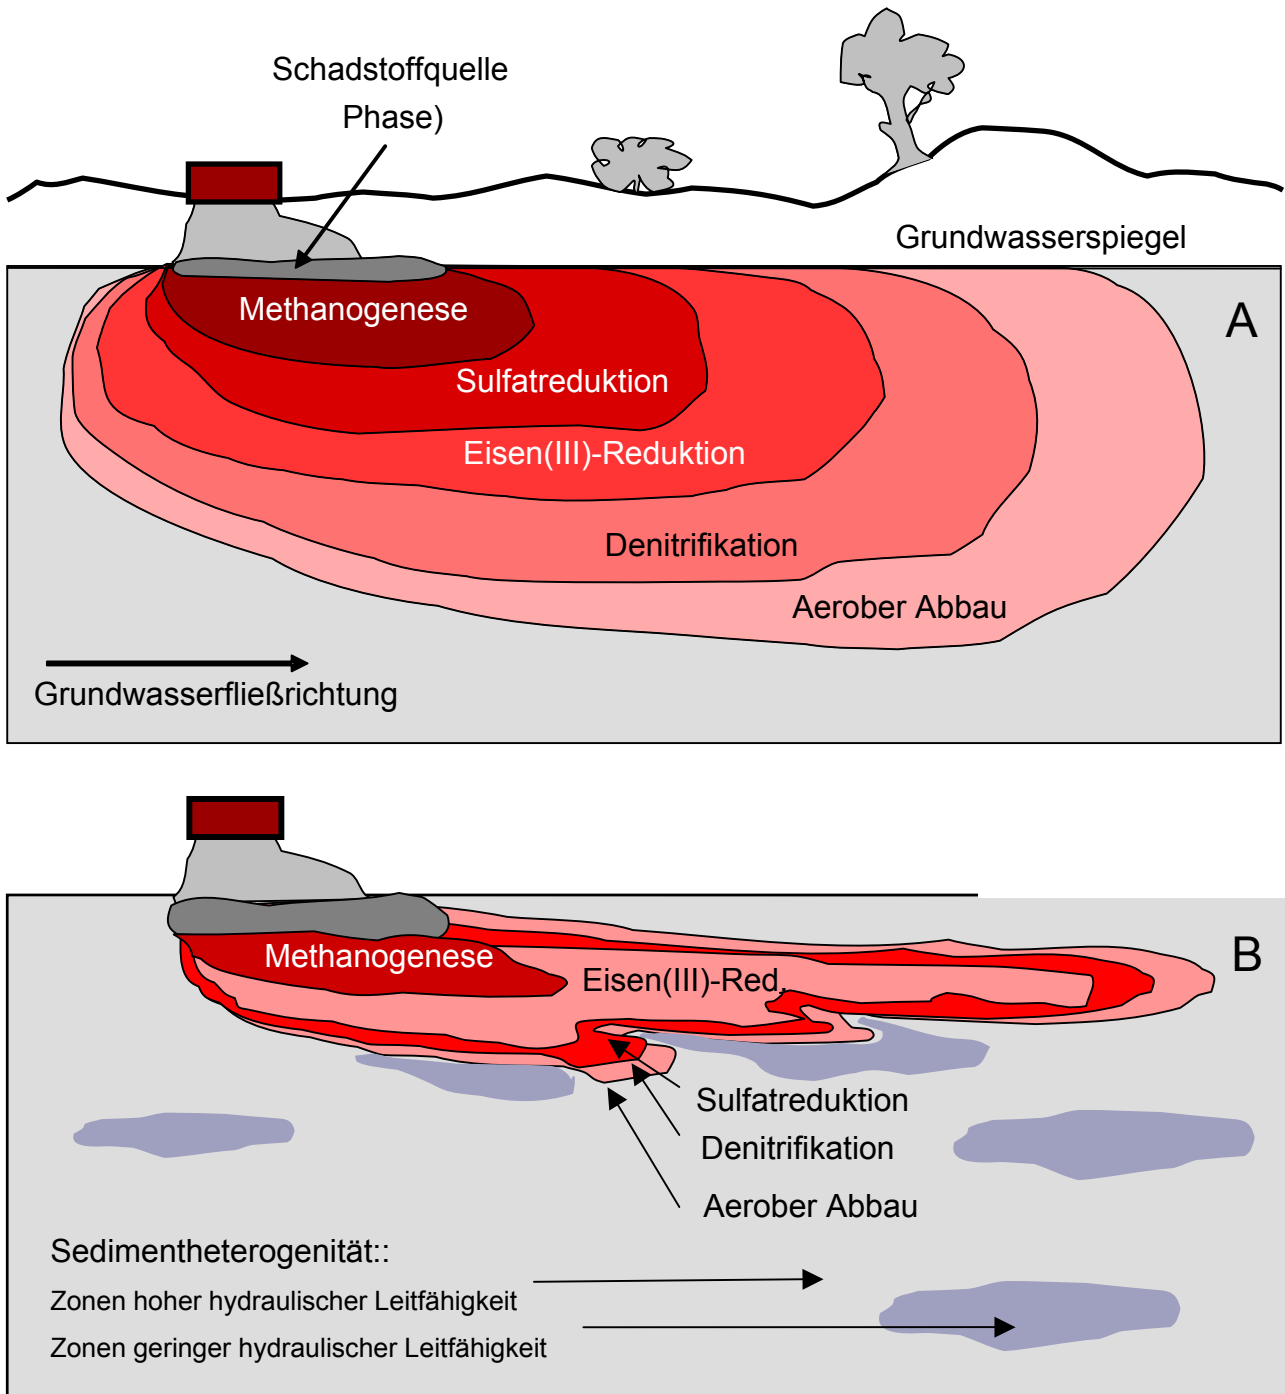 Schadstoffquelle
Phase)
Grundwasserspiegel
A
Methanogenese
Sulfatreduktion
Eisen(III)-Reduktion
Denitrifikation
Aerober Abbau
Grundwasserfließrichtung
B
Methanogenese
Eisen(III)-Red.
Sulfatreduktion
Denitrifikation
Aerober Abbau
Sedimentheterogenität::
Zonen hoher hydraulischer Leitfähigkeit
Zonen geringer hydraulischer Leitfähigkeit